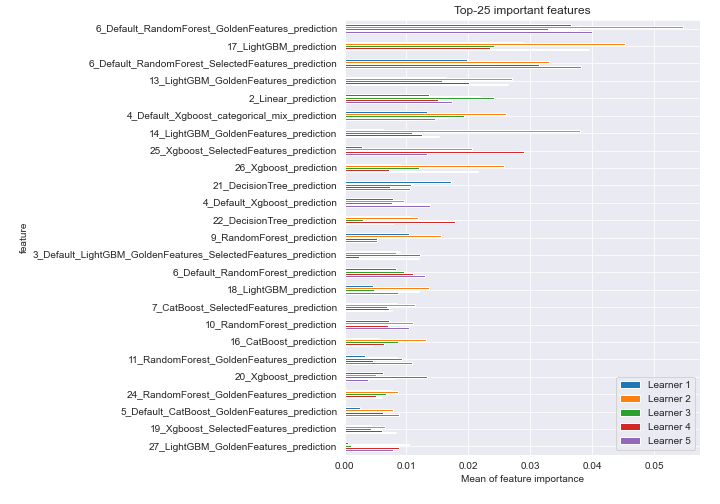 Top-25 important features
6_Default_RandomForest_GoldenFeatures_prediction
17_LightGBM_prediction
6_Default_RandomForest_SelectedFeatures_prediction
13_LightGBM_GoldenFeatures_prediction
2_Linear_prediction
4_Default_Xgboost_categorical_mix_prediction
14_LightGBM_GoldenFeatures_prediction
25_Xgboost_SelectedFeatures_prediction
26_Xgboost_prediction
21_DecisionTree_prediction
4_Default_Xgboost_prediction
22_DecisionTree_prediction
9_RandomForest_prediction
3_Default_LightGBM_GoldenFeatures_SelectedFeatures_prediction
6_Default_RandomForest_prediction
18_LightGBM_prediction
7_CatBoost_SelectedFeatures_prediction
10_RandomForest_prediction
16_CatBoost_prediction
11_RandomForest_GoldenFeatures_prediction
20_Xgboost_prediction
24_RandomForest_GoldenFeatures_prediction
5_Default_CatBoost_GoldenFeatures_prediction
19_Xgboost_SelectedFeatures_prediction
27_LightGBM_GoldenFeatures_prediction
feature
Learner 1
Learner 2
Learner 3
Learner 4
Learner 5
0.00 0.01 0.02 0.03 0.04 0.05
Mean of feature importance